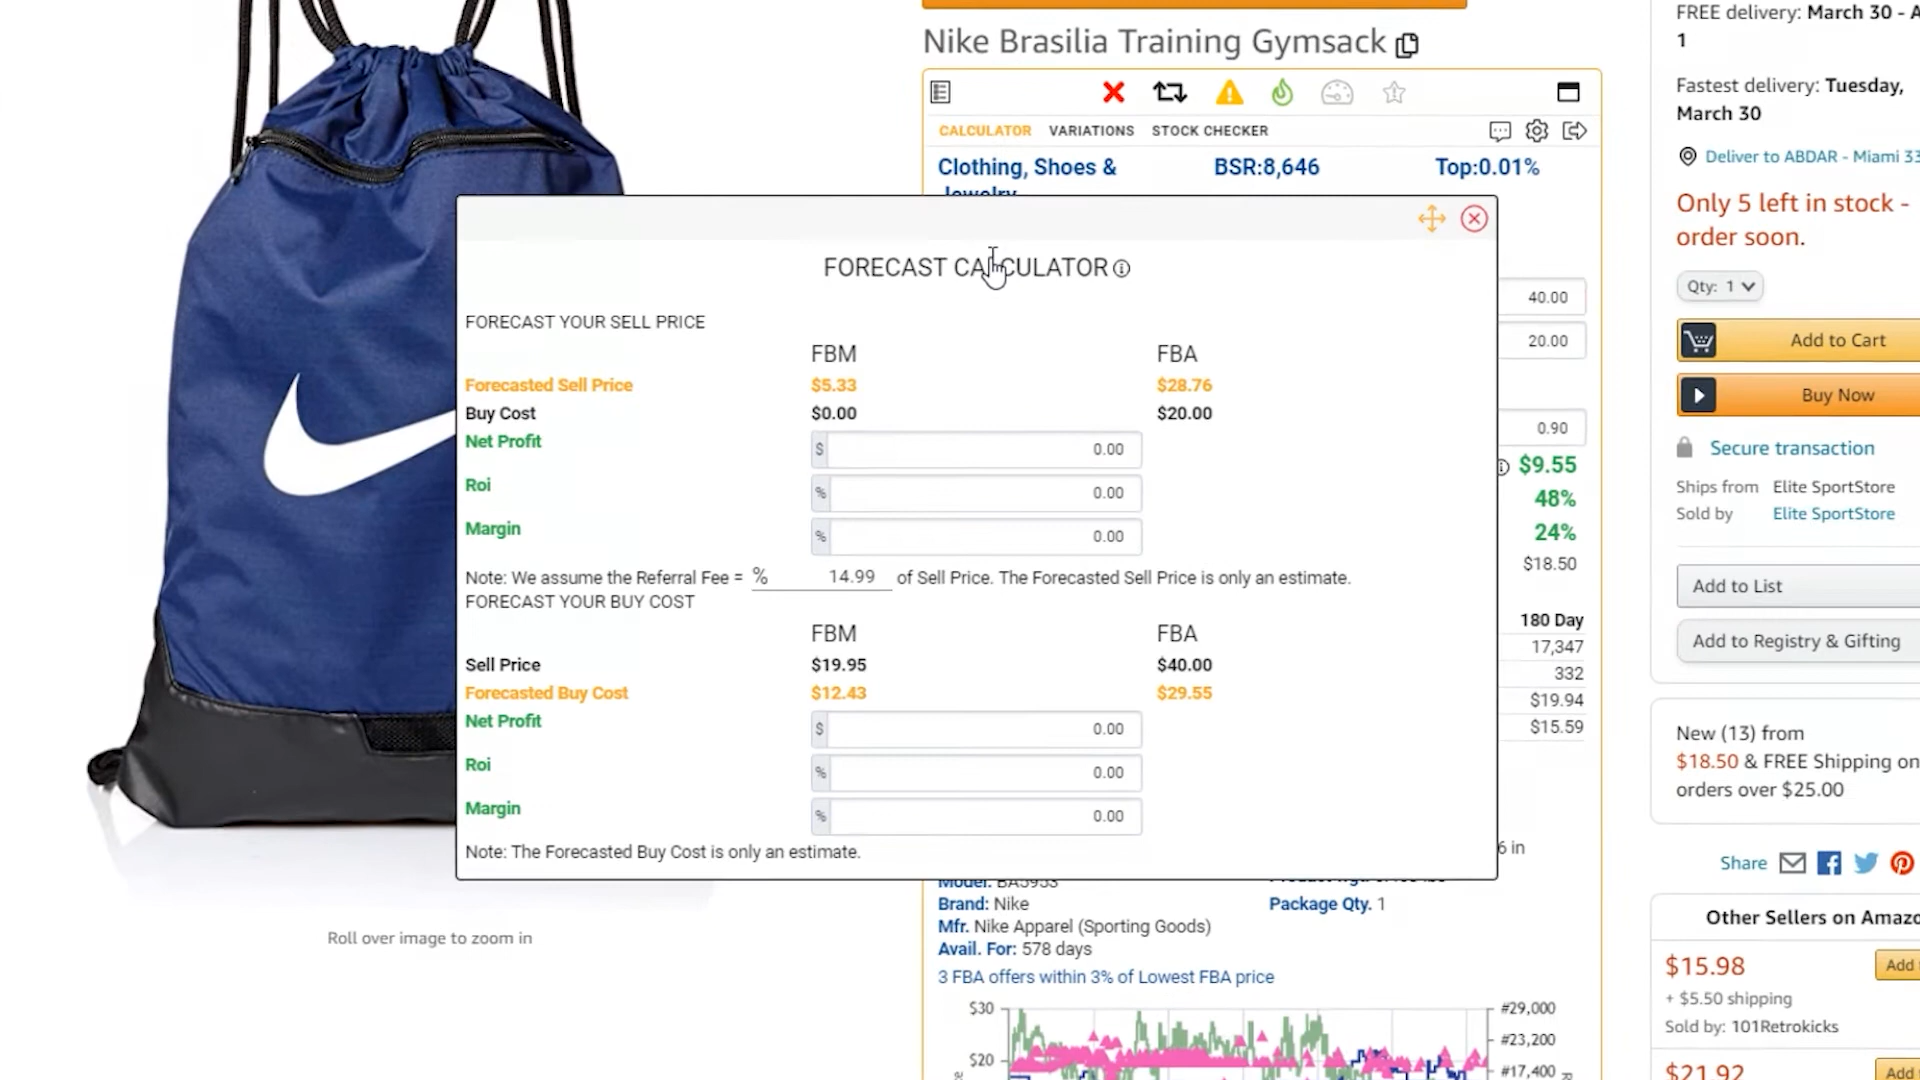 Nike Brasilia Training Gymsack
CALCULATOR VARIATIONS STOCK CHECKER
Clothing, Shoes & BSR:8,646 Top:0.01%
FORECAST CALCULATOR
FORECAST YOUR SELL PRICE
FBM FBA
Forecasted Sell Price $5.33 $28.76
Buy Cost $0.00 $20.00
Net Profit $ 0.00
Roi % 0.00
Margin % 0.00
Note: We assume the Referral Fee = % 14.99 of Sell Price. The Forecasted Sell Price is only an estimate.
FORECAST YOUR BUY COST
FBM FBA
Sell Price $19.95 $40.00
Forecasted Buy Cost $12.43 $29.55
Net Profit $ 0.00
Roi % 0.00
Margin % 0.00
Note: The Forecasted Buy Cost is only an estimate.
40.00
20.00
0.90
$9.55
48%
24%
$18.50
180 Day
17,347
332
$19.94
$15.59
6 in
Brand: Nike Package Qty. 1
Mfr. Nike Apparel (Sporting Goods)
Avail. For: 578 days
3 FBA offers within 3% of Lowest FBA price
$30 #29,000
#23,200
$20
#17,400
Roll over image to zoom in
FREE delivery: March 30 - A
1
Fastest delivery: Tuesday,
March 30
Deliver to ABDAR - Miami 33
Only 5 left in stock -
order soon.
Qty: 1
Add to Cart
Buy Now
Secure transaction
Ships from Elite SportStore
Sold by Elite SportStore
Add to List
Add to Registry & Gifting
New (13) from
$18.50 & FREE Shipping on
orders over $25.00
Share
Other Sellers on Amazo
$15.98 Add
+ $5.50 shipping
Sold by: 101Retrokicks
$21.92 Add